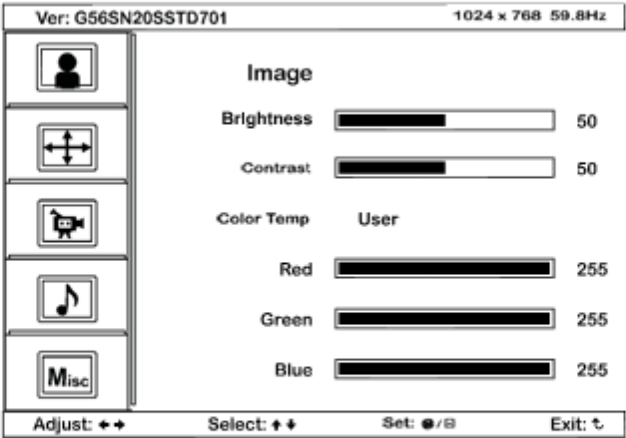 Ver: G56SN20SSTD701 1024 x 768 59.8Hz
Image
Brightness 50
Contrast 50
Color Temp User
Red 255
Green 255
Blue 255
Misc
Adjust: Select: Set: / Exit: